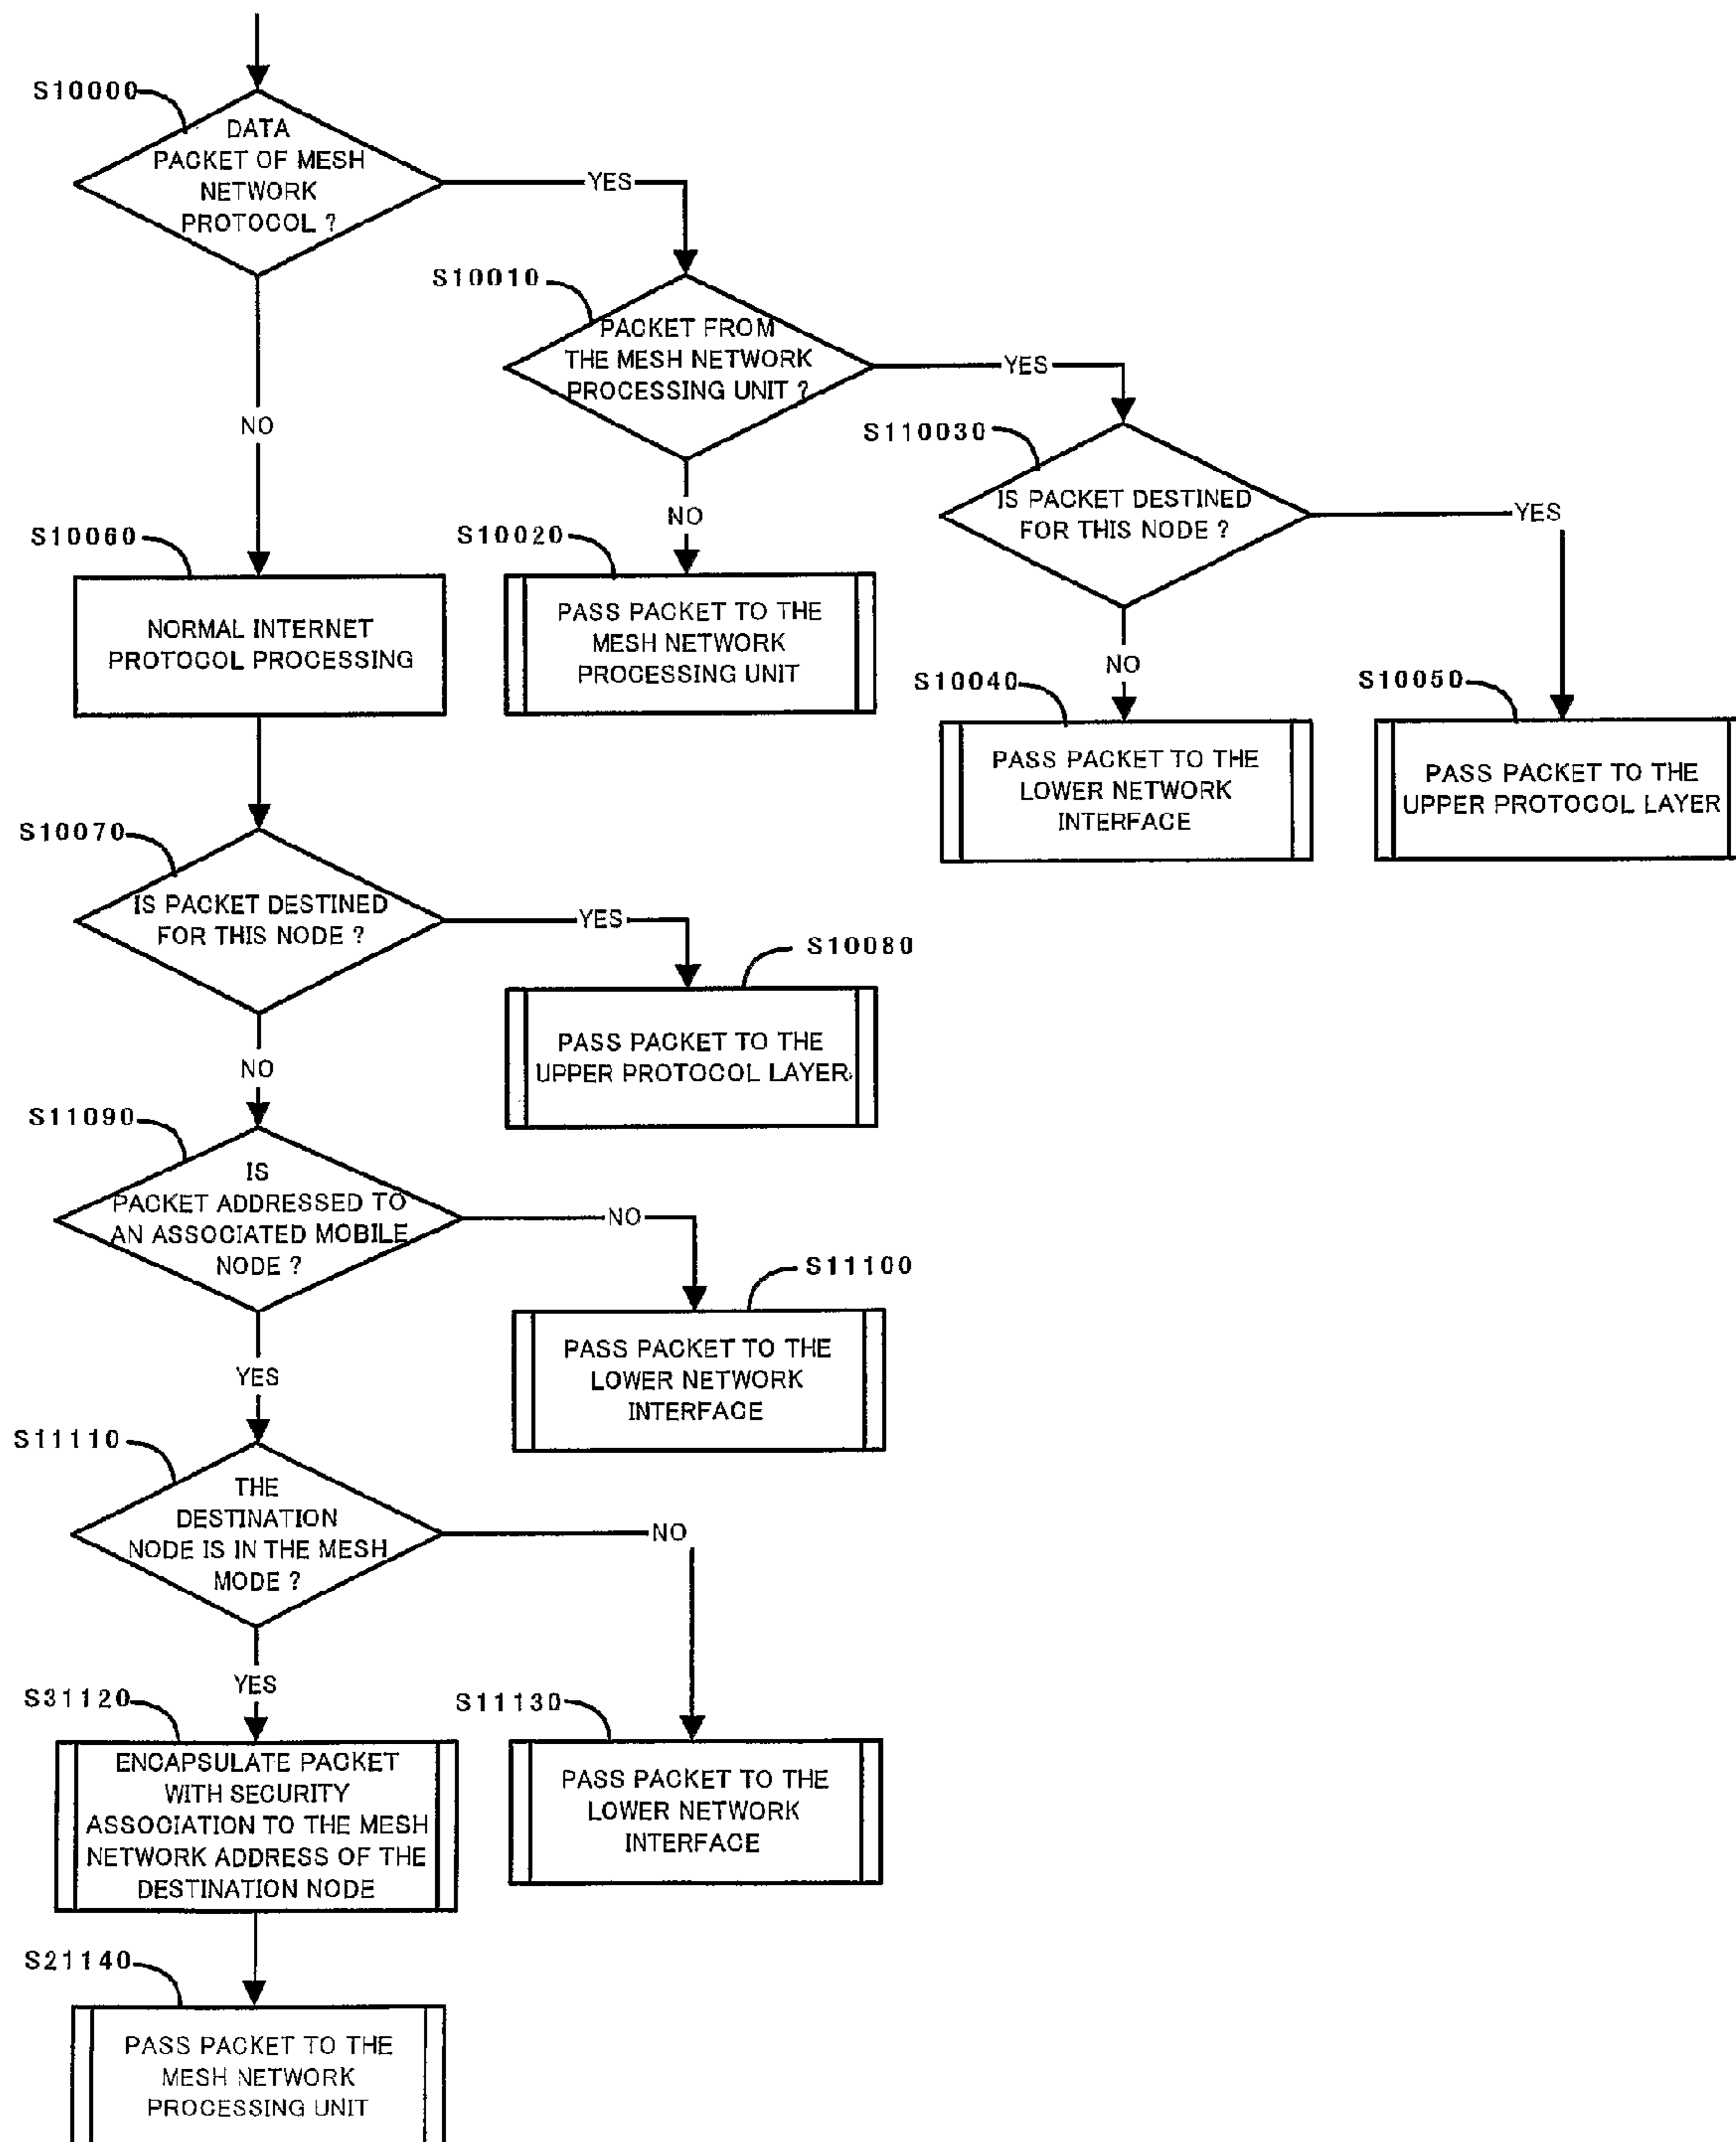 S10000
DATA
PACKET OF MESH
NETWORK
PROTOCOL ?
YES
NO
S10010
PACKET FROM
THE MESH NETWORK
PROCESSING UNIT ?
YES
NO
S110030
IS PACKET DESTINED
FOR THIS NODE ?
YES
NO
S10060
NORMAL INTERNET
PROTOCOL PROCESSING
S10020
PASS PACKET TO THE
MESH NETWORK
PROCESSING UNIT
S10040
PASS PACKET TO THE
LOWER NETWORK
INTERFACE
S10050
PASS PACKET TO THE
UPPER PROTOCOL LAYER
S10070
IS PACKET DESTINED
FOR THIS NODE ?
YES
NO
S10080
PASS PACKET TO THE
UPPER PROTOCOL LAYER
S11090
IS
PACKET ADDRESSED TO
AN ASSOCIATED MOBILE
NODE ?
NO
YES
S11100
PASS PACKET TO THE
LOWER NETWORK
INTERFACE
S11110
THE
DESTINATION
NODE IS IN THE MESH
MODE ?
NO
YES
S31120
ENCAPSULATE PACKET
WITH SECURITY
ASSOCIATION TO THE MESH
NETWORK ADDRESS OF THE
DESTINATION NODE
S11130
PASS PACKET TO THE
LOWER NETWORK
INTERFACE
S21140
PASS PACKET TO THE
MESH NETWORK
PROCESSING UNIT